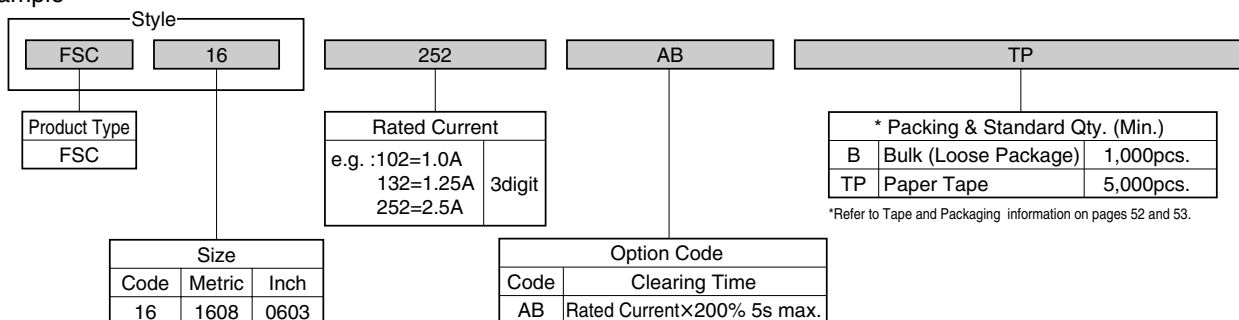 Style
FSC 16 252 AB TP
Product Type
FSC
Rated Current
e.g. :102=1.0A
132=1.25A
252=2.5A
3digit
* Packing & Standard Qty. (Min.)
B Bulk (Loose Package) 1,000pcs.
TP Paper Tape 5,000pcs.
*Refer to Tape and Packaging information on pages 52 and 53.
Size
Code Metric Inch
16 1608 0603
Option Code
Code Clearing Time
AB Rated Current×200% 5s max.